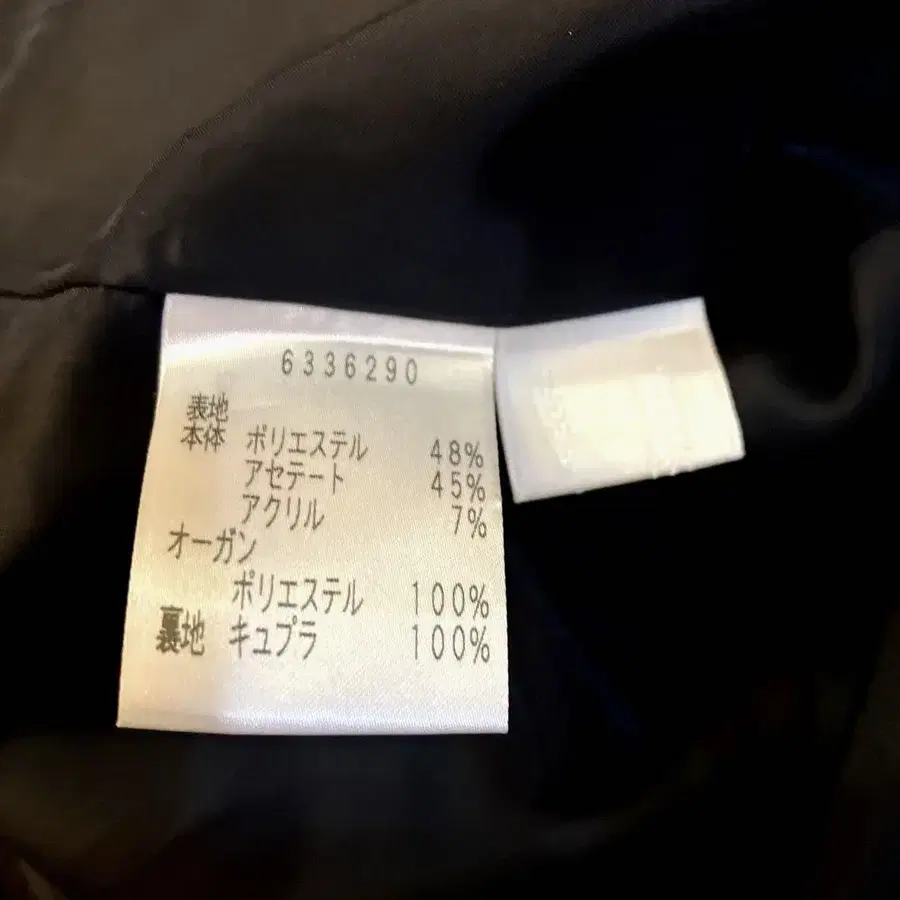 6336290
表地
本体 ポリエステル 48%
アセテート 45%
アクリル 7%
オーガン
ポリエステル 100%
裏地 キュプラ 100%